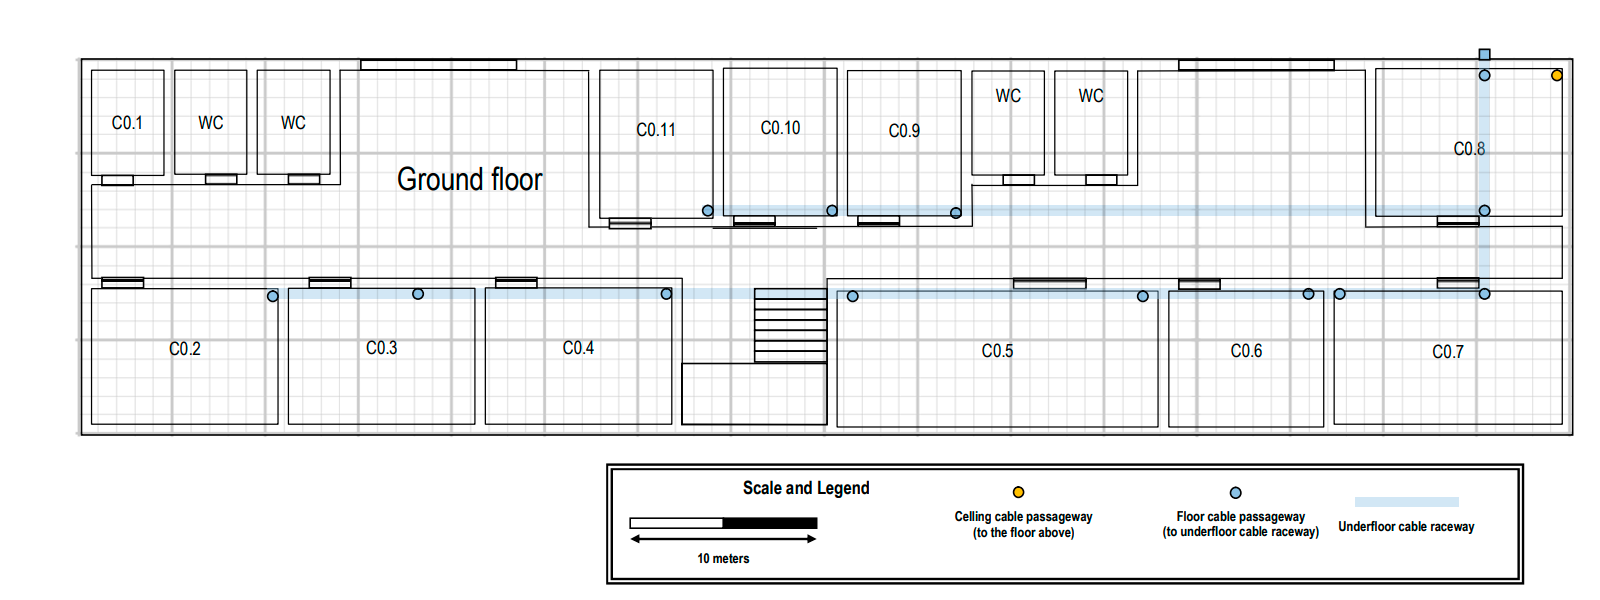 C0.1
WC
WC
C0.11
C0.10
C0.9
WC
WC
C0.8
Ground floor
C0.2
C0.3
C0.4
C0.5
C0.6
C0.7
Scale and Legend
10 meters
Celling cable passageway
(to the floor above)
Floor cable passageway
(to underfloor cable raceway)
Underfloor cable raceway